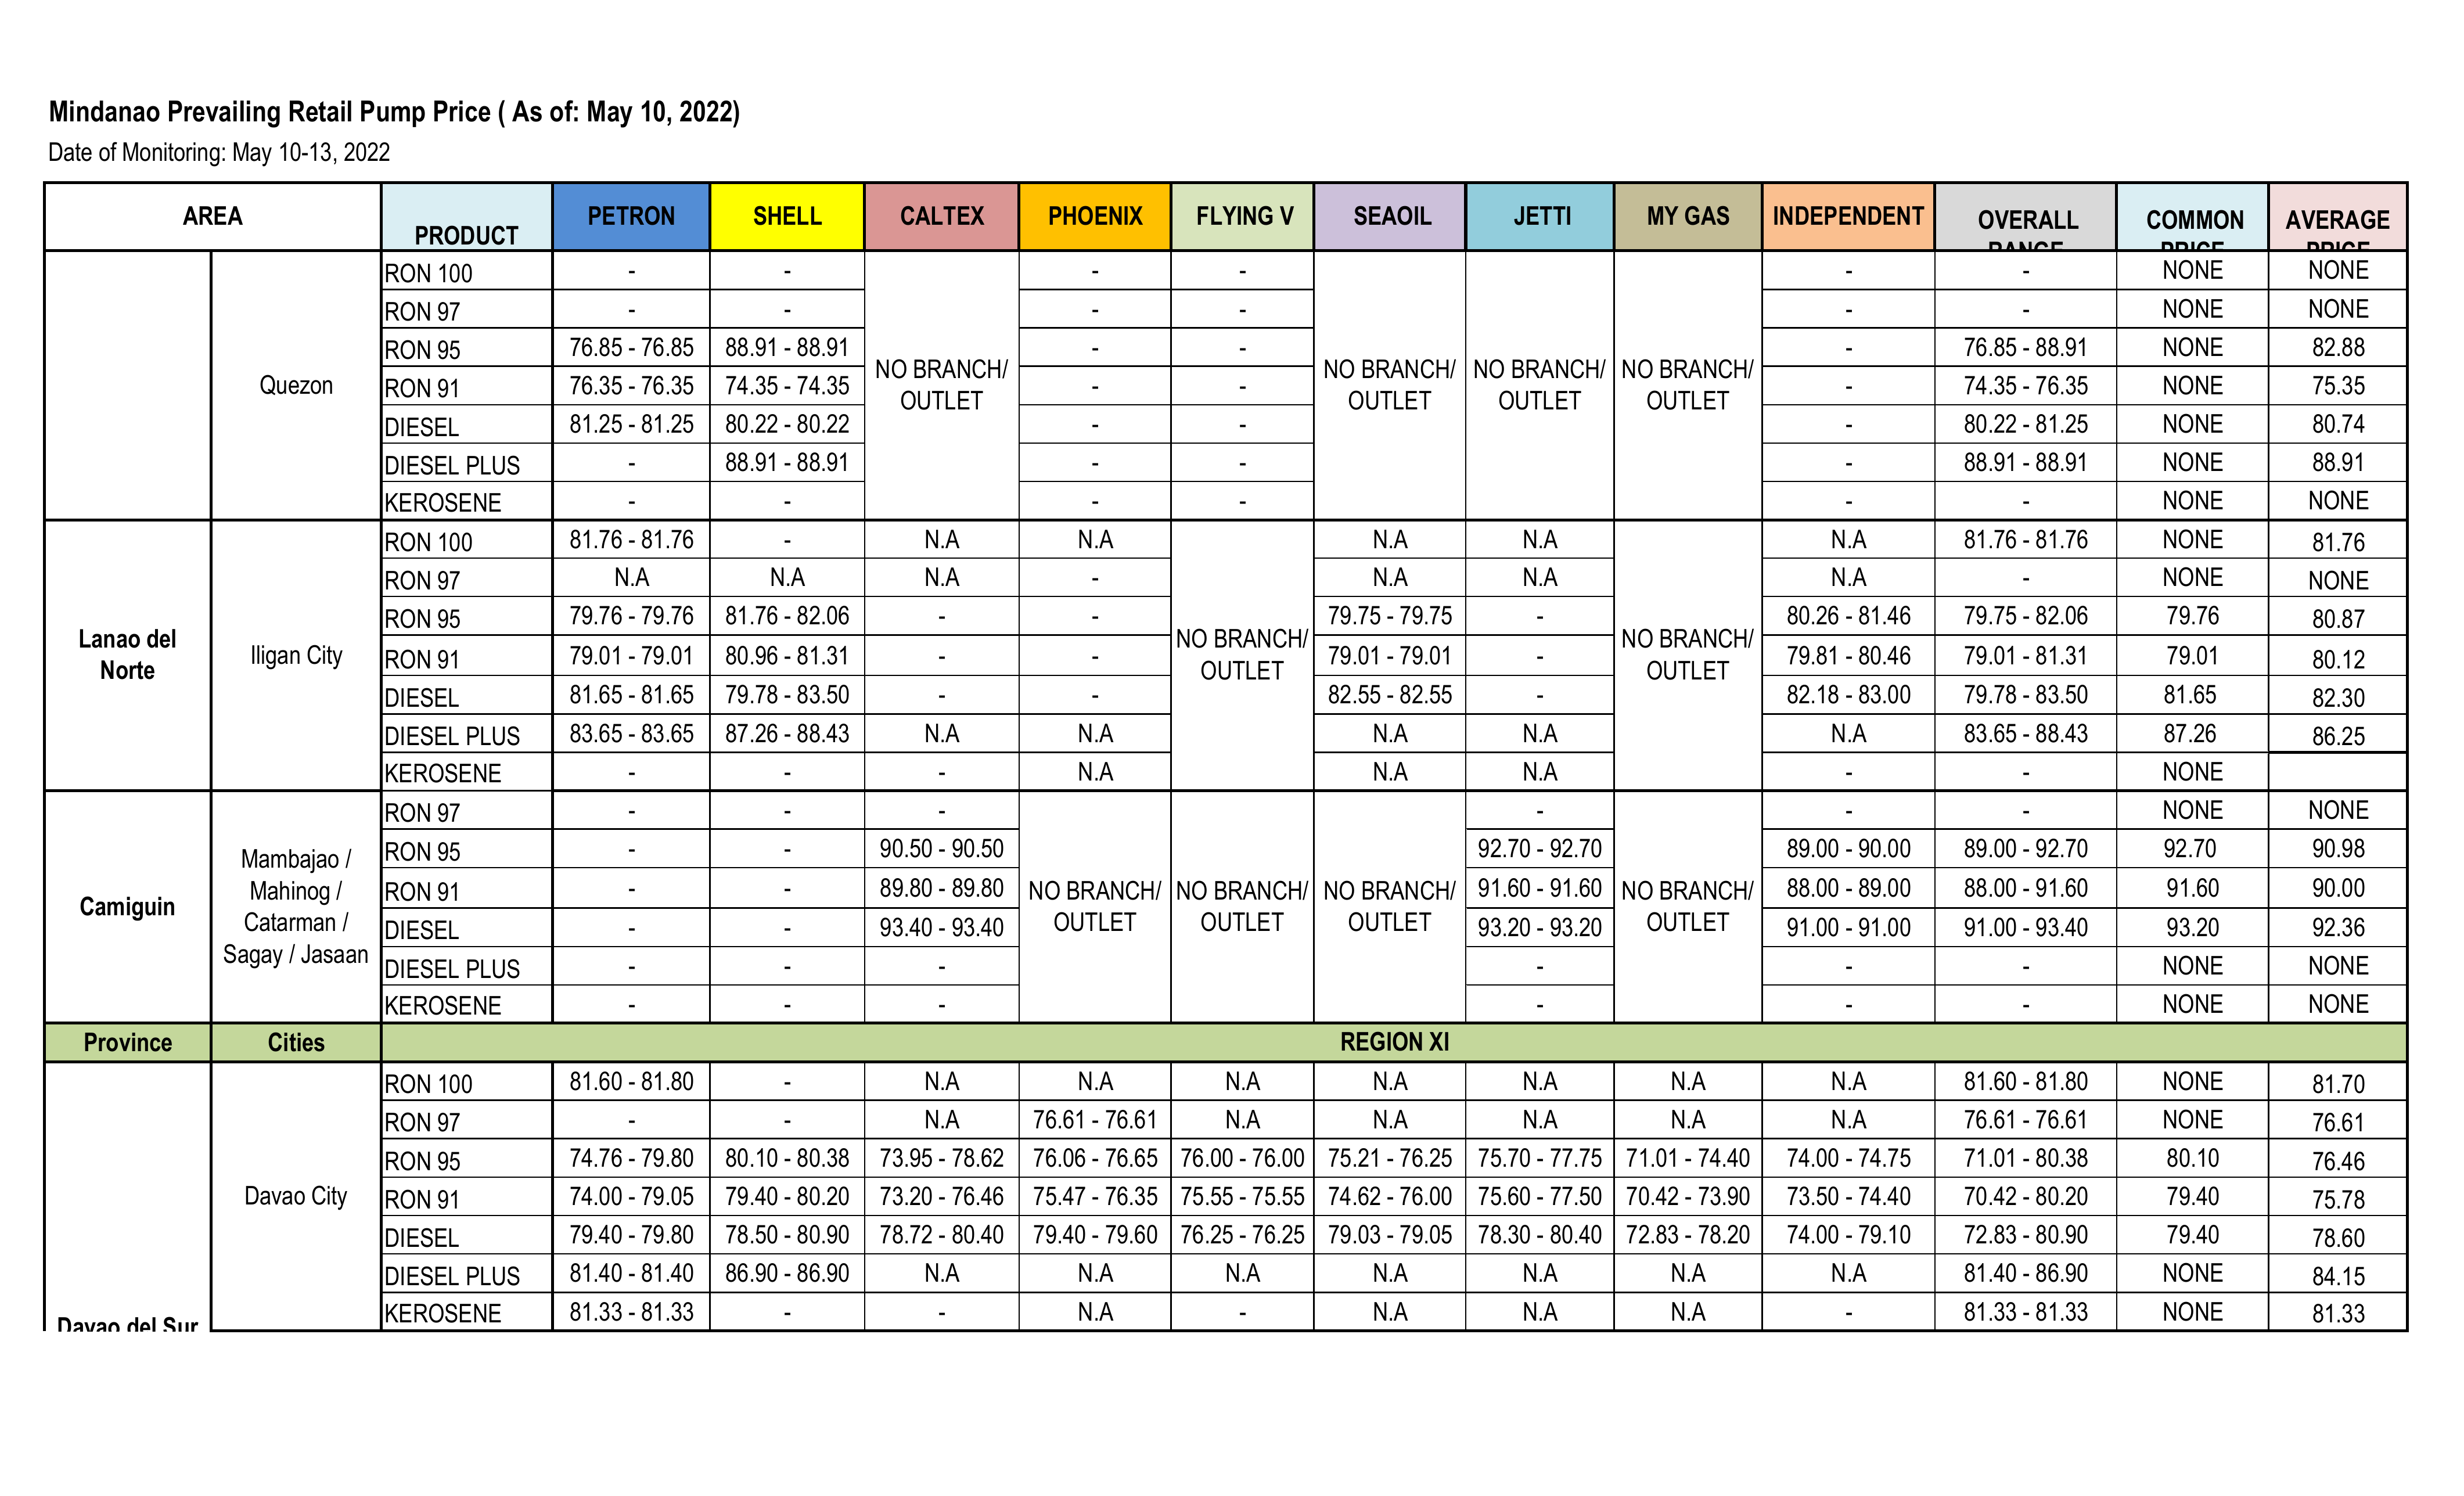 Mindanao Prevailing Retail Pump Price ( As of: May 10, 2022)
Date of Monitoring: May 10-13, 2022
AREA PRODUCT PETRON SHELL CALTEX PHOENIX FLYING V SEAOIL JETTI MY GAS INDEPENDENT OVERALL RANGE COMMON PRICE AVERAGE PRICE
Quezon
NO BRANCH/ OUTLET NO BRANCH/ OUTLET NO BRANCH/ OUTLET NO BRANCH/ OUTLET
RON 100 - - - - - - NONE NONE
RON 97 - - - - - - NONE NONE
RON 95 76.85 - 76.85 88.91 - 88.91 - - - 76.85 - 88.91 NONE 82.88
RON 91 76.35 - 76.35 74.35 - 74.35 - - - 74.35 - 76.35 NONE 75.35
DIESEL 81.25 - 81.25 80.22 - 80.22 - - - 80.22 - 81.25 NONE 80.74
DIESEL PLUS - 88.91 - 88.91 - - - 88.91 - 88.91 NONE 88.91
KEROSENE - - - - - - NONE NONE
Lanao del
Norte
Iligan City
NO BRANCH/ OUTLET NO BRANCH/ OUTLET
RON 100 81.76 - 81.76 - N.A N.A N.A N.A N.A 81.76 - 81.76 NONE 81.76
RON 97 N.A N.A N.A - N.A N.A N.A - NONE NONE
RON 95 79.76 - 79.76 81.76 - 82.06 - - 79.75 - 79.75 - 80.26 - 81.46 79.75 - 82.06 79.76 80.87
RON 91 79.01 - 79.01 80.96 - 81.31 - - 79.01 - 79.01 - 79.81 - 80.46 79.01 - 81.31 79.01 80.12
DIESEL 81.65 - 81.65 79.78 - 83.50 - - 82.55 - 82.55 - 82.18 - 83.00 79.78 - 83.50 81.65 82.30
DIESEL PLUS 83.65 - 83.65 87.26 - 88.43 N.A N.A N.A N.A N.A 83.65 - 88.43 87.26 86.25
KEROSENE - - - N.A N.A N.A - - NONE
Camiguin
Mambajao /
Mahinog /
Catarman /
Sagay / Jasaan
NO BRANCH/ OUTLET NO BRANCH/ OUTLET NO BRANCH/ OUTLET NO BRANCH/ OUTLET
RON 97 - - - - - - NONE NONE
RON 95 - - 90.50 - 90.50 92.70 - 92.70 89.00 - 90.00 89.00 - 92.70 92.70 90.98
RON 91 - - 89.80 - 89.80 91.60 - 91.60 88.00 - 89.00 88.00 - 91.60 91.60 90.00
DIESEL - - 93.40 - 93.40 93.20 - 93.20 91.00 - 91.00 91.00 - 93.40 93.20 92.36
DIESEL PLUS - - - - - - NONE NONE
KEROSENE - - - - - - NONE NONE
Province Cities REGION XI
Davao City
RON 100 81.60 - 81.80 - N.A N.A N.A N.A N.A N.A N.A 81.60 - 81.80 NONE 81.70
RON 97 - - N.A 76.61 - 76.61 N.A N.A N.A N.A N.A 76.61 - 76.61 NONE 76.61
RON 95 74.76 - 79.80 80.10 - 80.38 73.95 - 78.62 76.06 - 76.65 76.00 - 76.00 75.21 - 76.25 75.70 - 77.75 71.01 - 74.40 74.00 - 74.75 71.01 - 80.38 80.10 76.46
RON 91 74.00 - 79.05 79.40 - 80.20 73.20 - 76.46 75.47 - 76.35 75.55 - 75.55 74.62 - 76.00 75.60 - 77.50 70.42 - 73.90 73.50 - 74.40 70.42 - 80.20 79.40 75.78
DIESEL 79.40 - 79.80 78.50 - 80.90 78.72 - 80.40 79.40 - 79.60 76.25 - 76.25 79.03 - 79.05 78.30 - 80.40 72.83 - 78.20 74.00 - 79.10 72.83 - 80.90 79.40 78.60
DIESEL PLUS 81.40 - 81.40 86.90 - 86.90 N.A N.A N.A N.A N.A N.A N.A 81.40 - 86.90 NONE 84.15
KEROSENE 81.33 - 81.33 - - N.A - N.A N.A N.A - 81.33 - 81.33 NONE 81.33
Davao del Sur